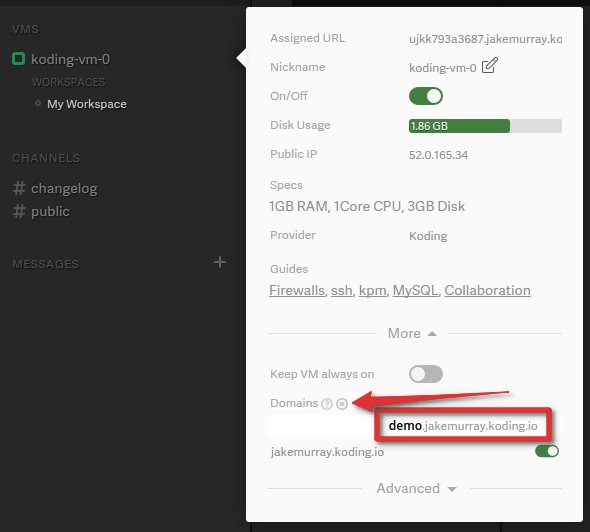 VMS
koding-vm-0
WORKSPACES
My Workspace
CHANNELS
# changelog
# public
MESSAGES +
Assigned URL ujkk793a3687.jakemurray.ko
Nickname koding-vm-0
On/Off
Disk Usage 1.86 GB
Public IP 52.0.165.34
Specs
1GB RAM, 1Core CPU, 3GB Disk
Provider Koding
Guides
Firewalls, ssh, kpm, MySQL, Collaboration
More
Keep VM always on
Domains ?
demo.jakemurray.koding.io
jakemurray.koding.io
Advanced